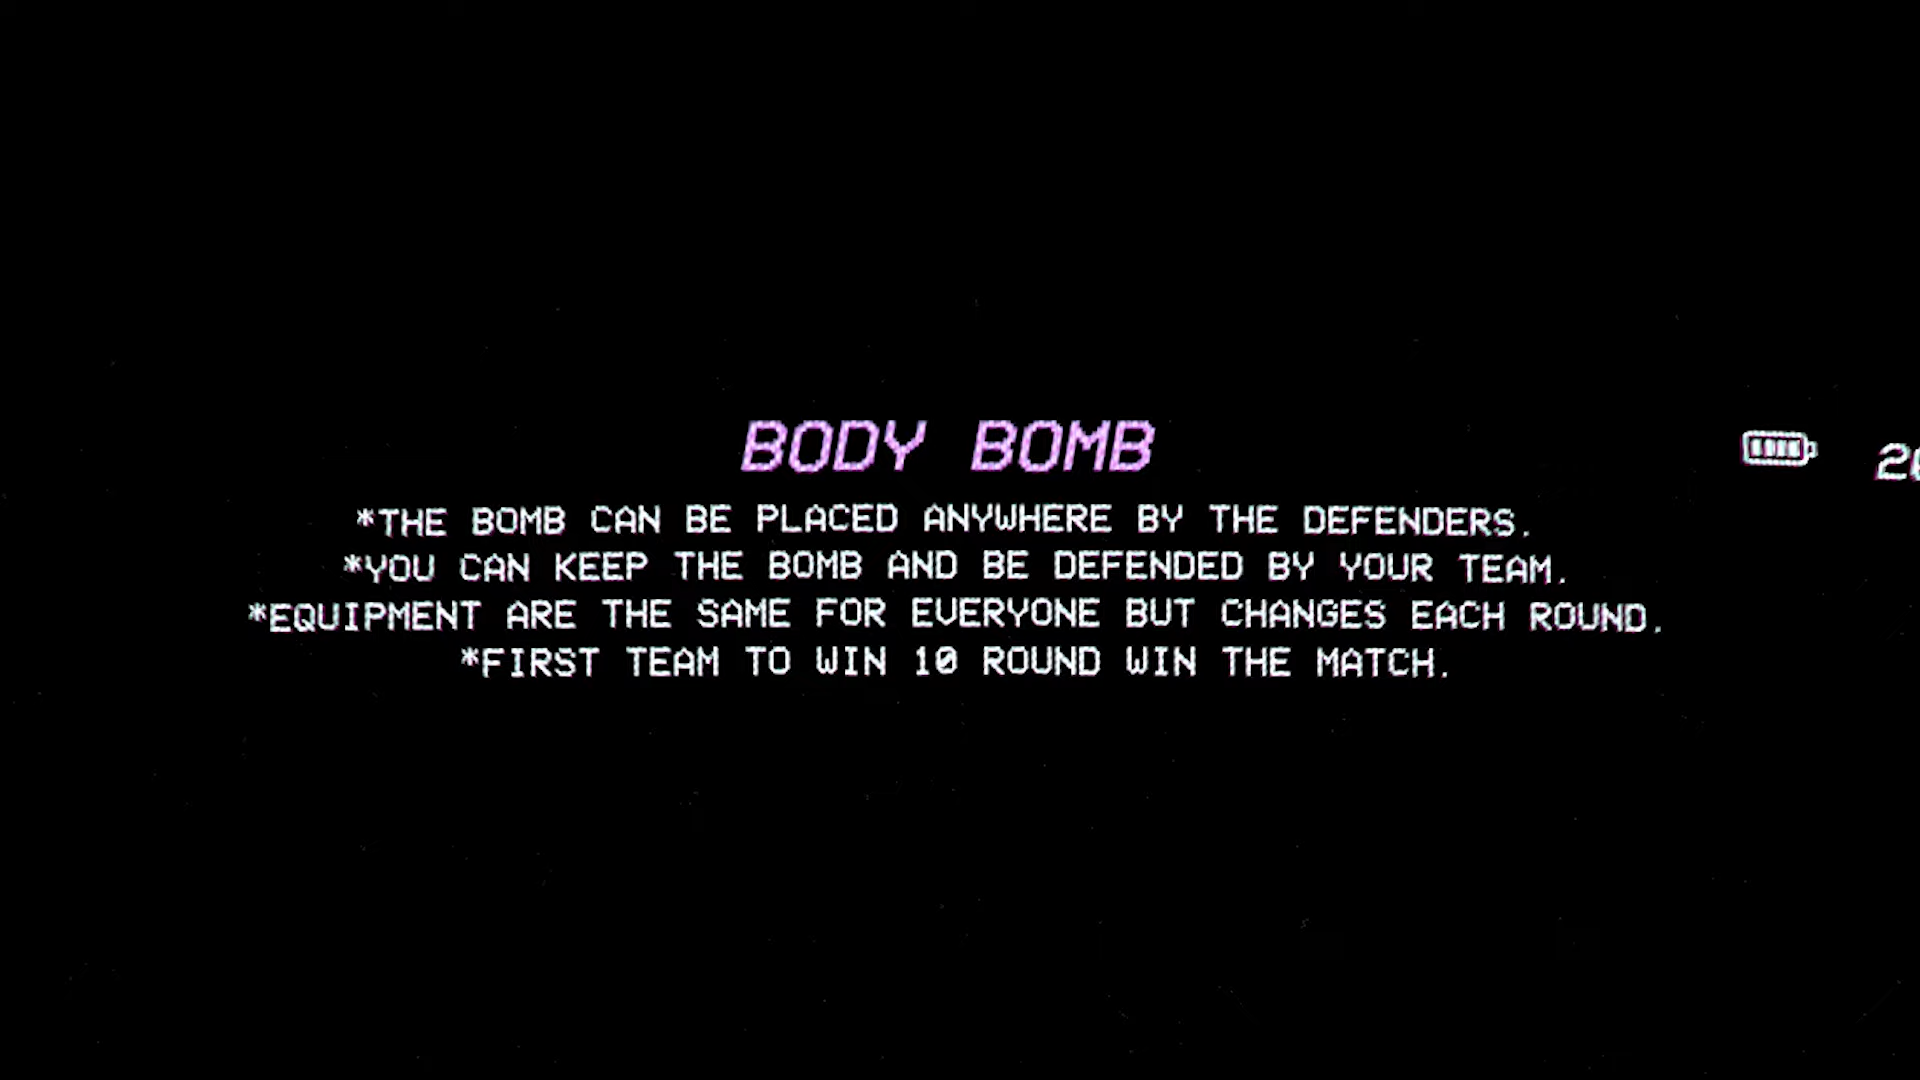 BODY BOMB
*THE BOMB CAN BE PLACED ANYWHERE BY THE DEFENDERS.
*YOU CAN KEEP THE BOMB AND BE DEFENDED BY YOUR TEAM.
*EQUIPMENT ARE THE SAME FOR EVERYONE BUT CHANGES EACH ROUND.
*FIRST TEAM TO WIN 10 ROUND WIN THE MATCH.